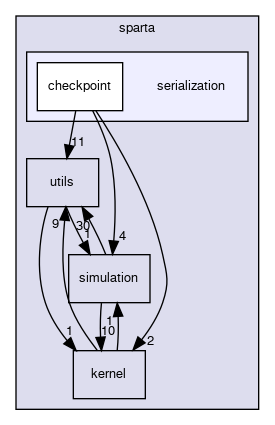 sparta
checkpoint
serialization
11
utils
9
30
1
4
simulation
1
10
1
2
kernel